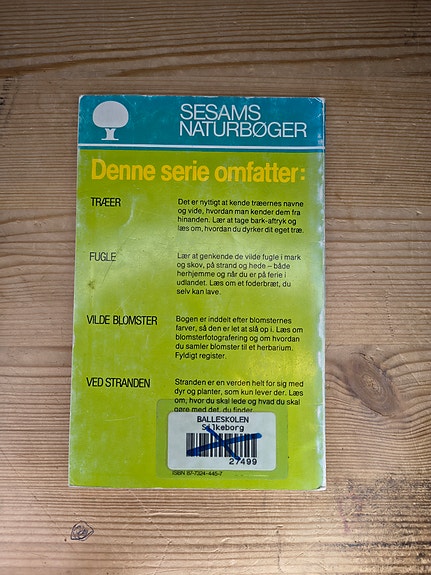 SESAMS
NATURBØGER
Denne serie omfatter:
TRÆER
Det er nyttigt at kende træernes navne
og vide, hvordan man kender dem fra
hinanden. Lær at tage bark-aftryk og
læs om, hvordan du dyrker dit eget træ.
FUGLE
Lær at genkende de vilde fugle i mark
og skov, på strand og hede – både
herhjemme og når du er på ferie i
udlandet. Læs om et foderbræt, du
selv kan lave.
VILDE BLOMSTER
Bogen er inddelt efter blomsternes
farver, så den er let at slå op i. Læs om
blomsterfotografering og om hvordan
du samler blomster til et herbarium.
Fyldigt register.
VED STRANDEN
Stranden er en verden helt for sig med
dyr og planter, som kun lever der. Læs
om, hvor du skal lede og hvad du skal
gøre med det, du finder.
BALLESKOLEN
Silkeborg
27499
ISBN 87-7324-445-7